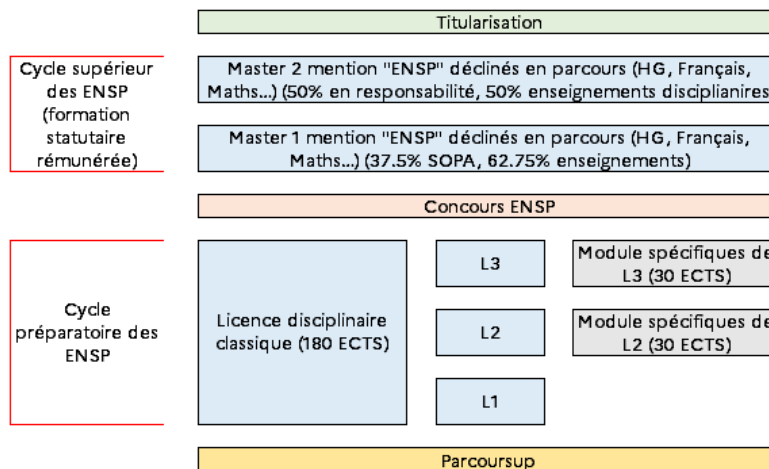 Titularisation
Cycle supérieur
des ENSP
(formation
statutaire
rémunérée)
Master 2 mention "ENSP" déclinés en parcours (HG, Français,
Maths...) (50% en responsabilité, 50% enseignements disciplianires
Master 1 mention "ENSP" déclinés en parcours (HG, Français,
Maths...) (37.5% SOPA, 62.75% enseignements)
Concours ENSP
Cycle
préparatoire des
ENSP
Licence disciplinaire
classique (180 ECTS)
L3
Module spécifiques de
L3 (30 ECTS)
L2
Module spécifiques de
L2 (30 ECTS)
L1
Parcoursup